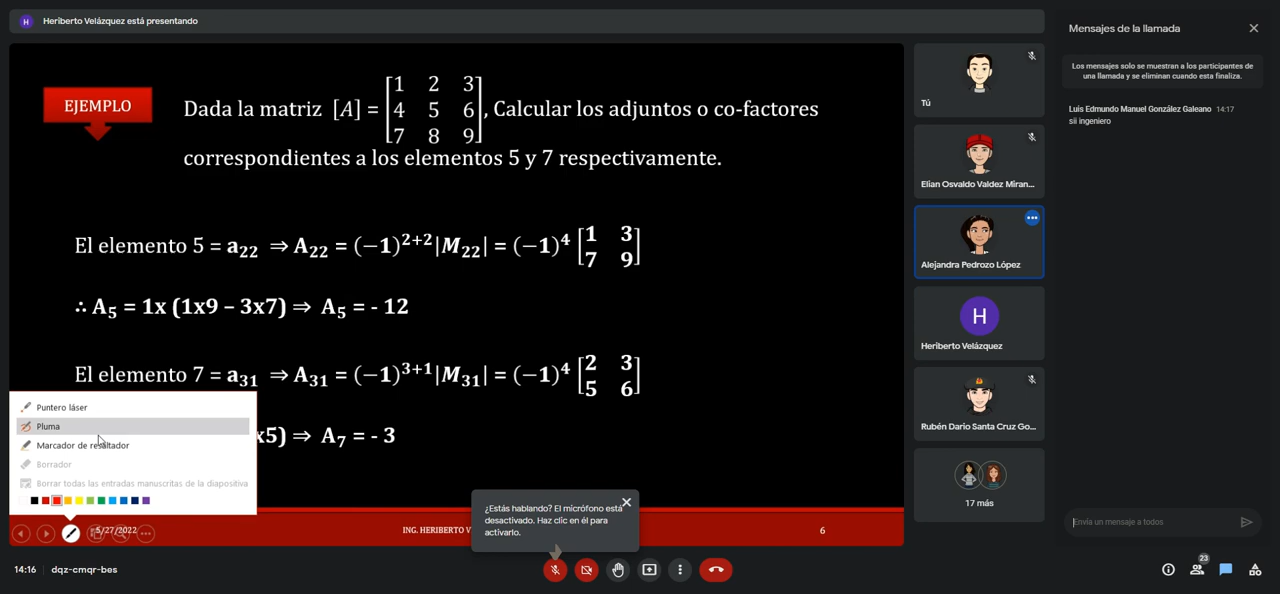 H Heriberto Velázquez está presentando
EJEMPLO
Dada la matriz [A] = [1 2 3
4 5 6
7 8 9], Calcular los adjuntos o co-factores
correspondientes a los elementos 5 y 7 respectivamente.
El elemento 5 = a₂₂ ⇒ A₂₂ = (−1)²⁺²|M₂₂| = (−1)⁴ [1 3
7 9]
∴ A₅ = 1x (1x9 – 3x7) ⇒ A₅ = - 12
El elemento 7 = a₃₁ ⇒ A₃₁ = (−1)³⁺¹|M₃₁| = (−1)⁴ [2 3
5 6]
x5) ⇒ A₇ = - 3
Puntero láser
Pluma
Marcador de resaltador
Borrador
Borrar todas las entradas manuscritas de la diapositiva
5/27/2022
ING. HERIBERTO V
6
¿Estás hablando? El micrófono está
desactivado. Haz clic en él para
activarlo.
14:16 dqz-cmqr-bes
Tú
Elian Osvaldo Valdez Miran...
Alejandra Pedrozo López
H
Heriberto Velázquez
Rubén Dario Santa Cruz Go...
17 más
Mensajes de la llamada
Los mensajes solo se muestran a los participantes de
una llamada y se eliminan cuando esta finaliza.
Luis Edmundo Manuel González Galeano 14:17
sii ingeniero
Envía un mensaje a todos
23